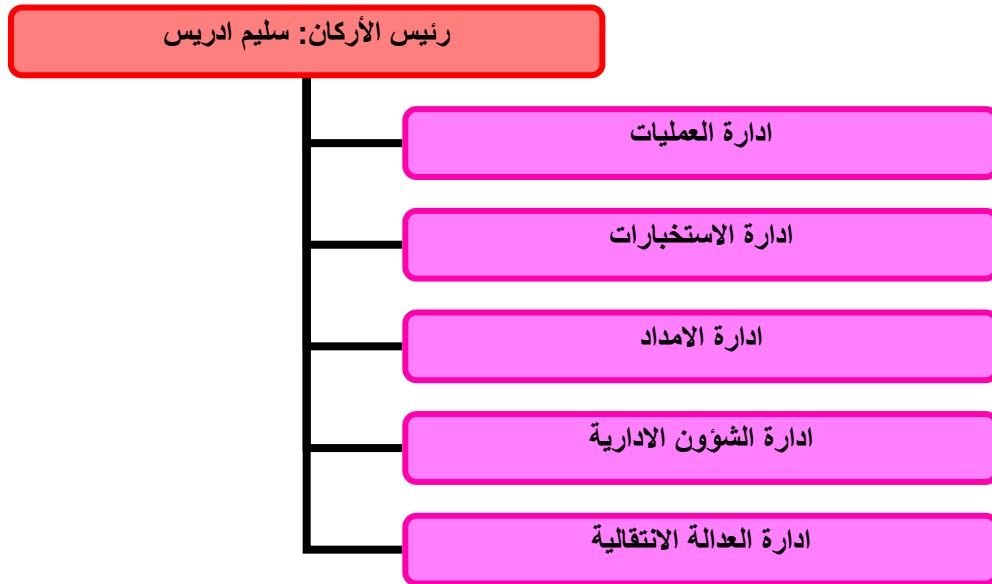 رئيس الأركان: سليم ادريس
ادارة العمليات
ادارة الاستخبارات
ادارة الامداد
ادارة الشؤون الادارية
ادارة العدالة الانتقالية